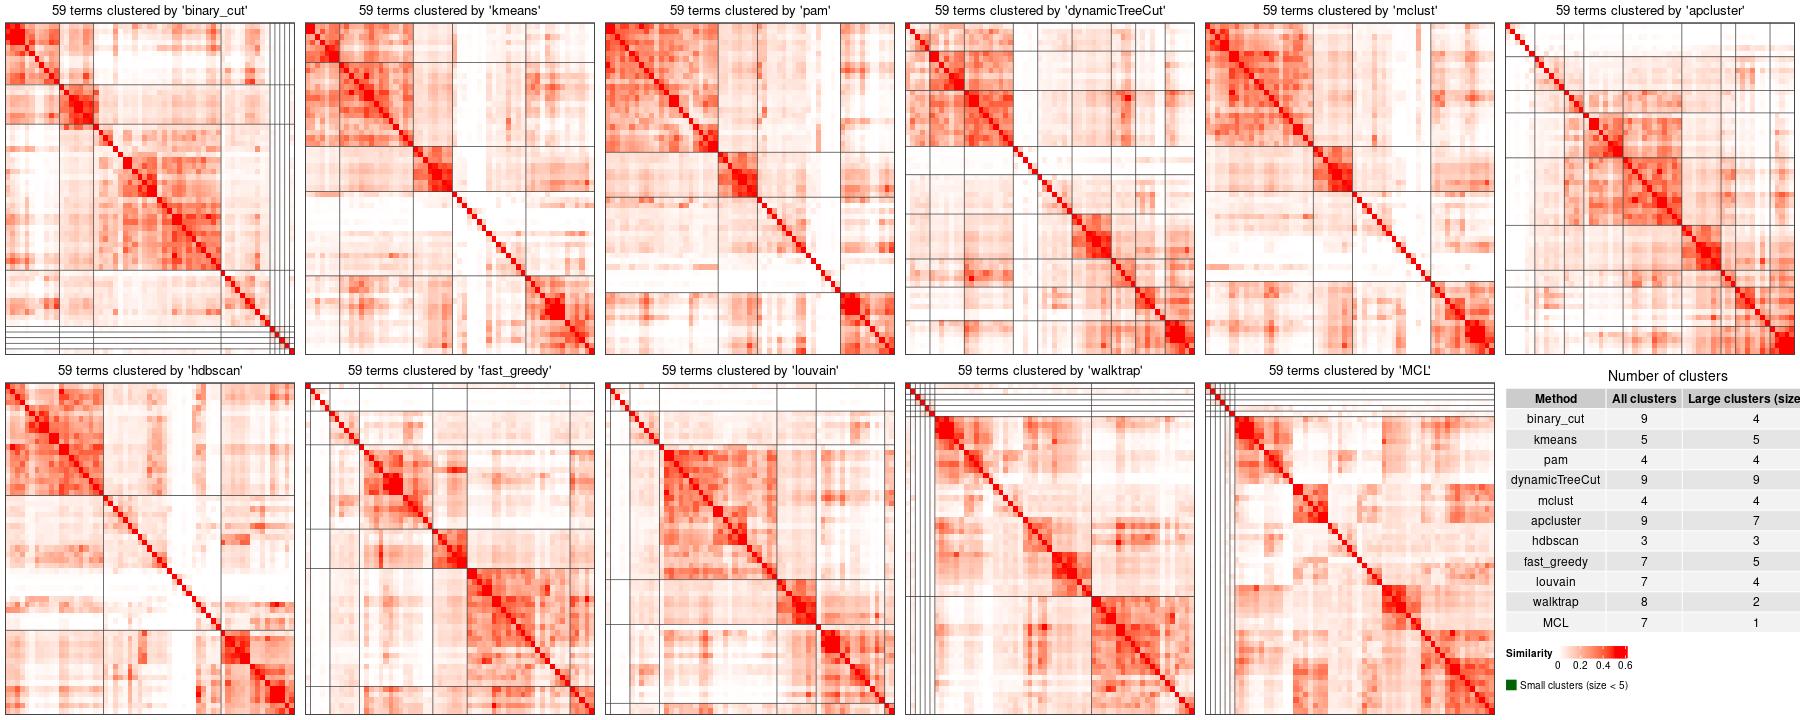 59 terms clustered by 'binary_cut'
59 terms clustered by 'kmeans'
59 terms clustered by 'pam'
59 terms clustered by 'dynamicTreeCut'
59 terms clustered by 'mclust'
59 terms clustered by 'apcluster'
59 terms clustered by 'hdbscan'
59 terms clustered by 'fast_greedy'
59 terms clustered by 'louvain'
59 terms clustered by 'walktrap'
59 terms clustered by 'MCL'
Number of clusters
Method All clusters Large clusters (size
binary_cut 9 4
kmeans 5 5
pam 4 4
dynamicTreeCut 9 9
mclust 4 4
apcluster 9 7
hdbscan 3 3
fast_greedy 7 5
louvain 7 4
walktrap 8 2
MCL 7 1
Similarity
0 0.2 0.4 0.6
Small clusters (size < 5)